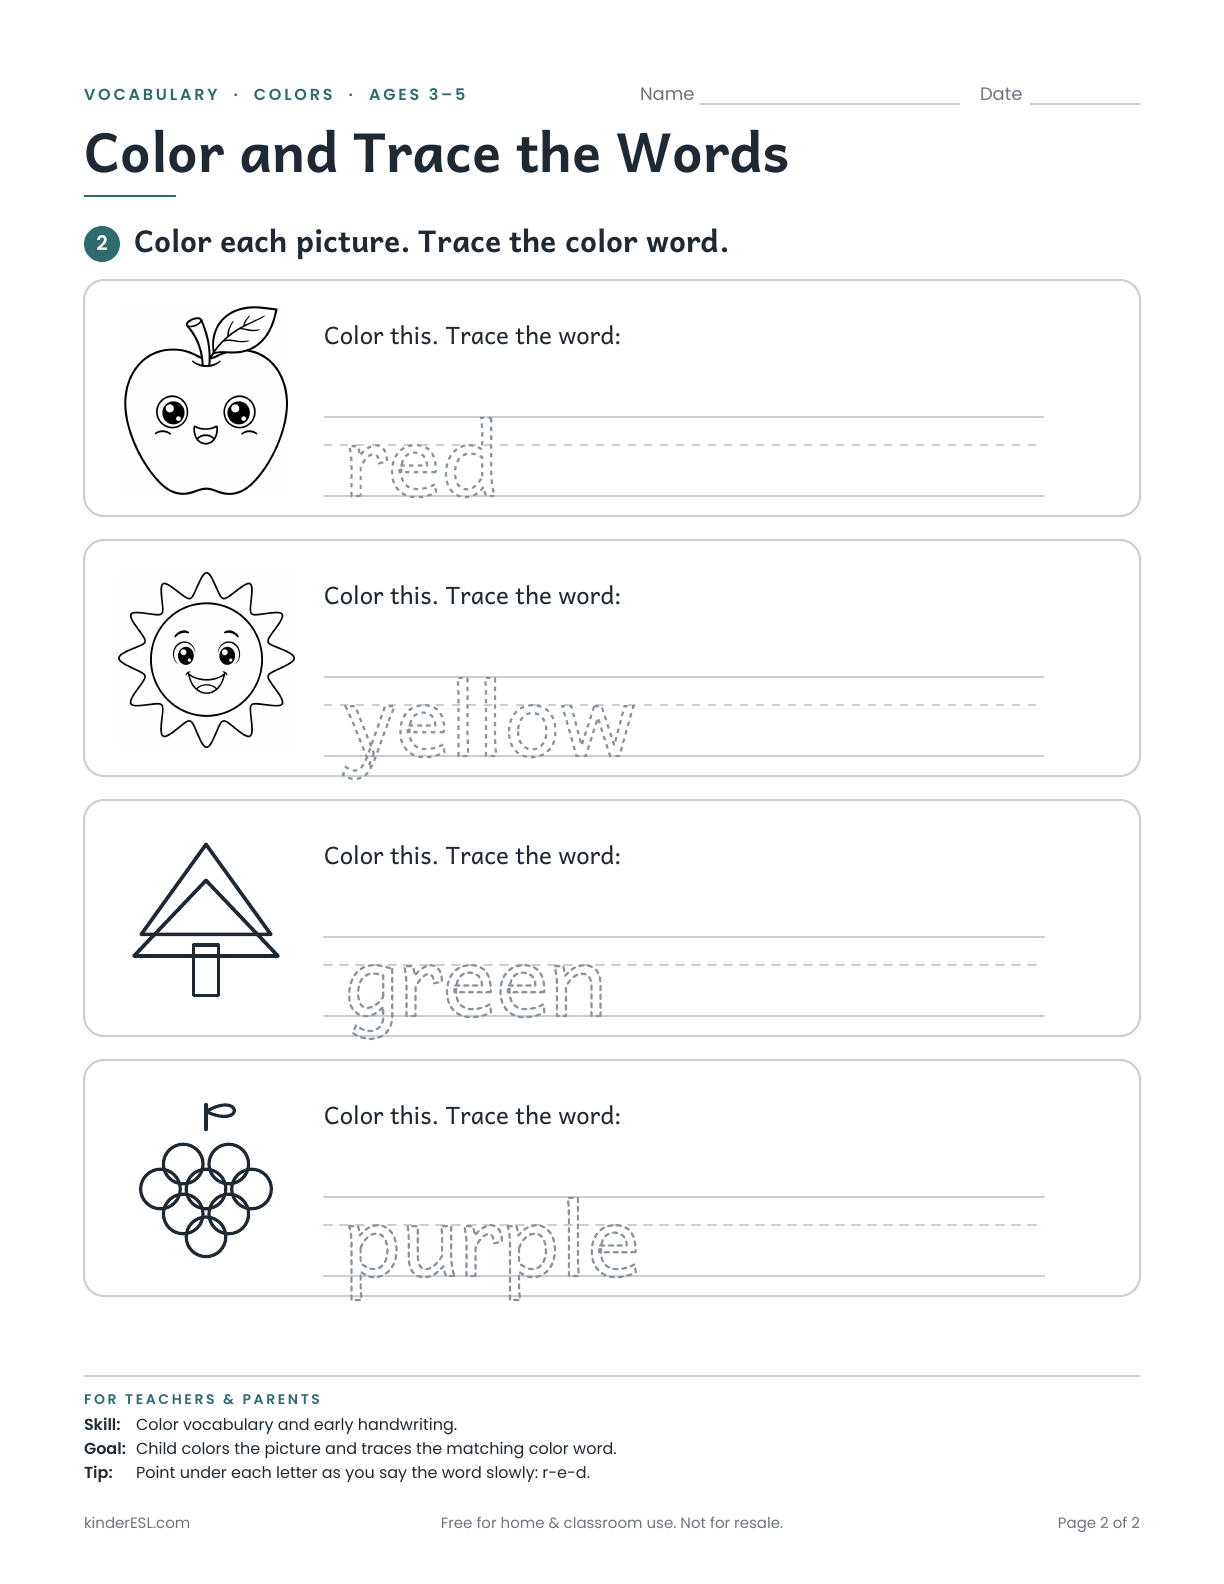 VOCABULARY · COLORS · AGES 3–5
Name Date
Color and Trace the Words
2 Color each picture. Trace the color word.
Color this. Trace the word:
red
Color this. Trace the word:
yellow
Color this. Trace the word:
green
Color this. Trace the word:
purple
FOR TEACHERS & PARENTS
Skill: Color vocabulary and early handwriting.
Goal: Child colors the picture and traces the matching color word.
Tip: Point under each letter as you say the word slowly: r-e-d.
kinderESL.com Free for home & classroom use. Not for resale. Page 2 of 2